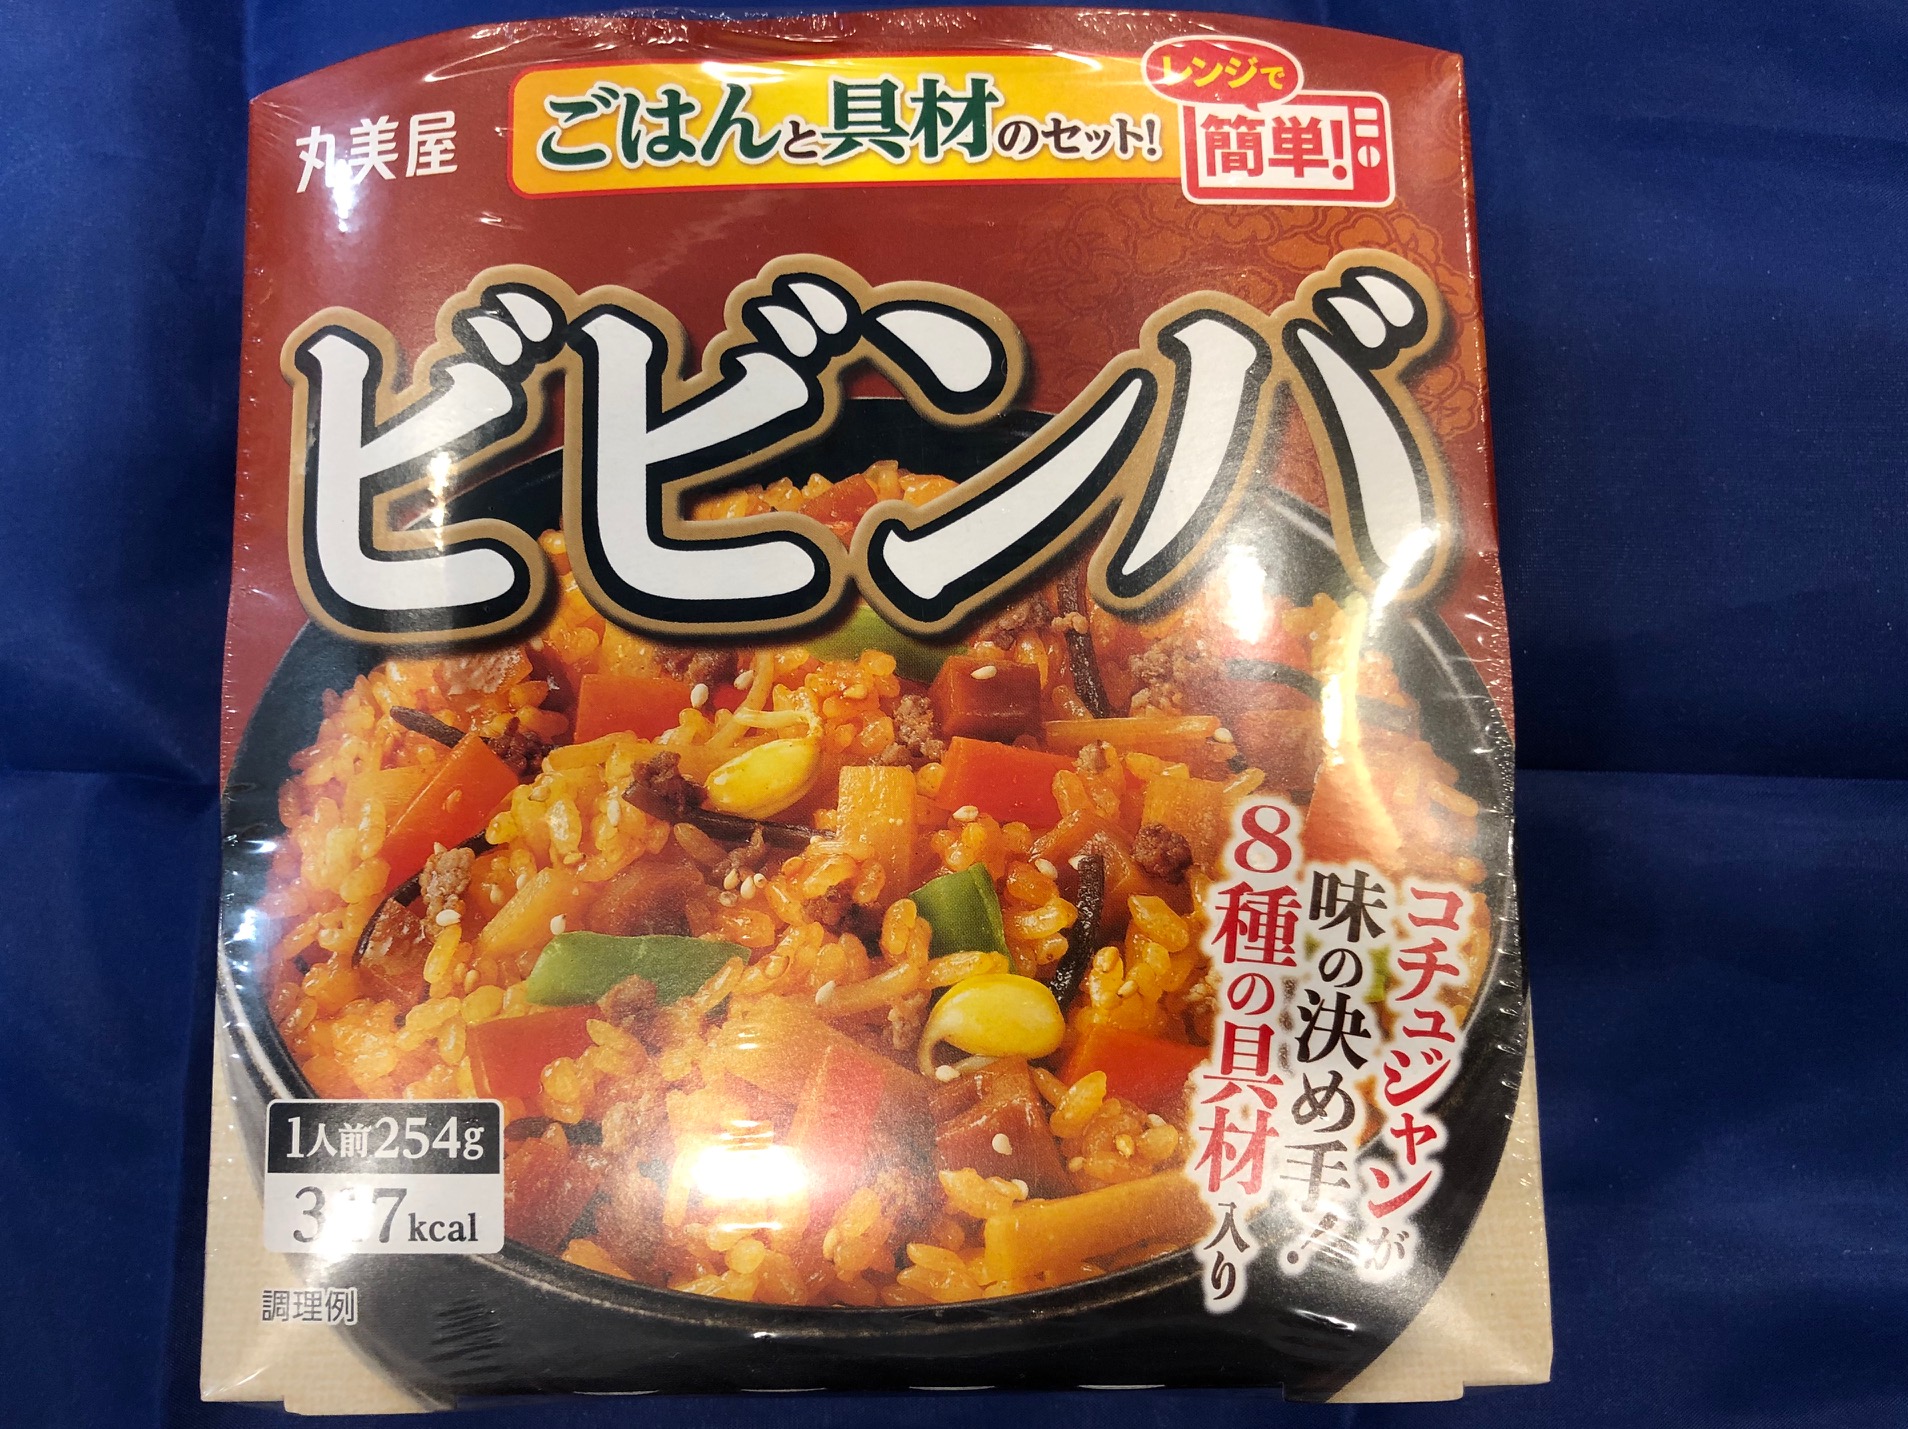 丸美屋
ごはんと具材のセット!
レンジで
簡単!
ビビンバ
コチュジャンが
味の決め手!
8種の具材入り
1人前254g
kcal
調理例